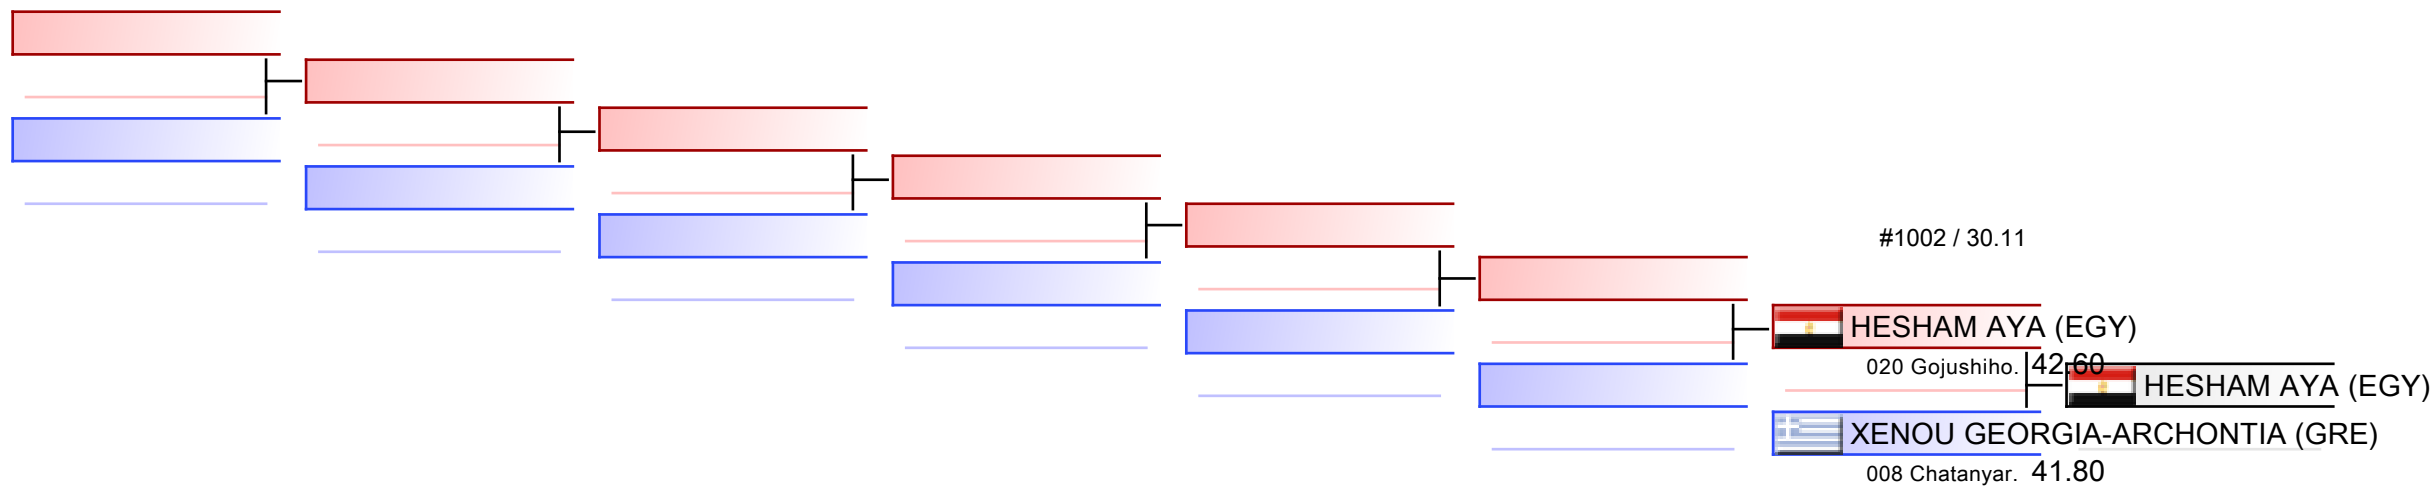 #1002 / 30.11
HESHAM AYA (EGY)
020 Gojushiho. 42.60
HESHAM AYA (EGY)
XENOU GEORGIA-ARCHONTIA (GRE)
008 Chatanyar. 41.80